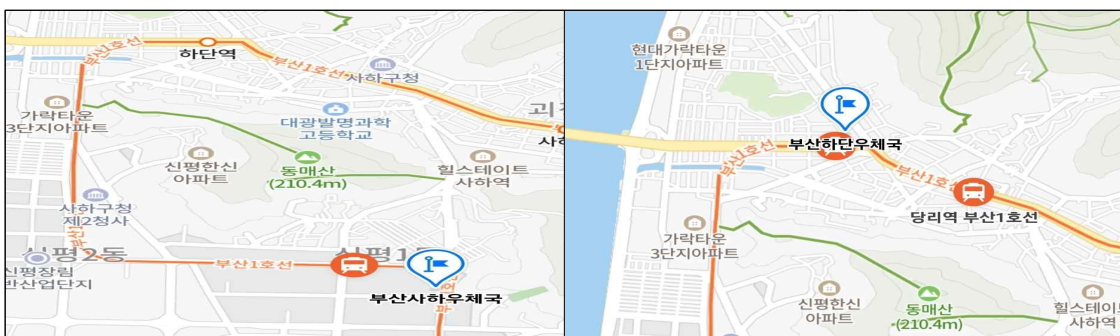 하단역
부산1호선
사하구청
가락타운
3단지아파트
대광발명과학
고등학교
괴정
신평한신
아파트
동매산
(210.4m)
힐스테이트
사하역
사하구청
제2청사
신평2동
신평1동
부산1호선
신평장림
부산사하우체국
현대가락타운
1단지아파트
부산하단우체국
부산1호선
부산1호선
당리역 부산1호선
가락타운
3단지아파트
신평한신
아파트
동매산
(210.4m)
힐스테이트
사하역